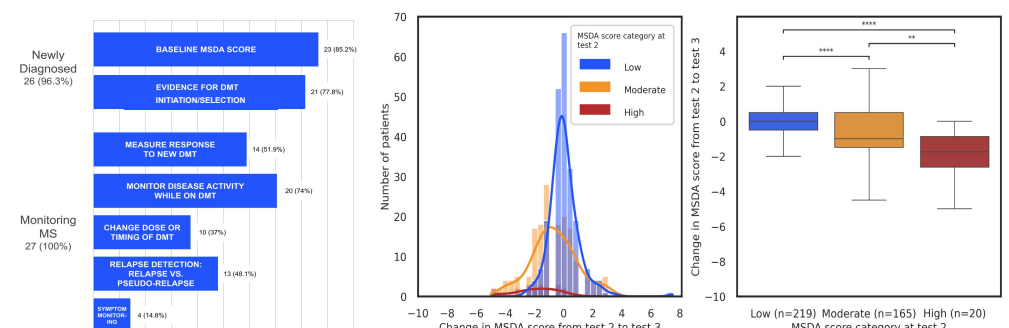 Newly
Diagnosed
26 (96.3%)
BASELINE MSDA SCORE
23 (85.2%)
EVIDENCE FOR DMT
INITIATION/SELECTION
21 (77.8%)
MEASURE RESPONSE
TO NEW DMT
14 (51.9%)
MONITOR DISEASE ACTIVITY
WHILE ON DMT
20 (74%)
Monitoring
MS
27 (100%)
CHANGE DOSE OR
TIMING OF DMT
10 (37%)
RELAPSE DETECTION:
RELAPSE VS.
PSEUDO-RELAPSE
13 (48.1%)
SYMPTOM
MONITOR-
ING
4 (14.8%)
Number of patients
70
60
50
40
30
20
10
0
MSDA score category at
test 2
Low
Moderate
High
−10 −8 −6 −4 −2 0 2 4 6 8
Change in MSDA score from test 2 to test 3
Change in MSDA score from test 2 to test 3
4
2
0
−2
−4
−6
−8
−10
****
**
****
Low (n=219) Moderate (n=165) High (n=20)
MSDA score category at test 2